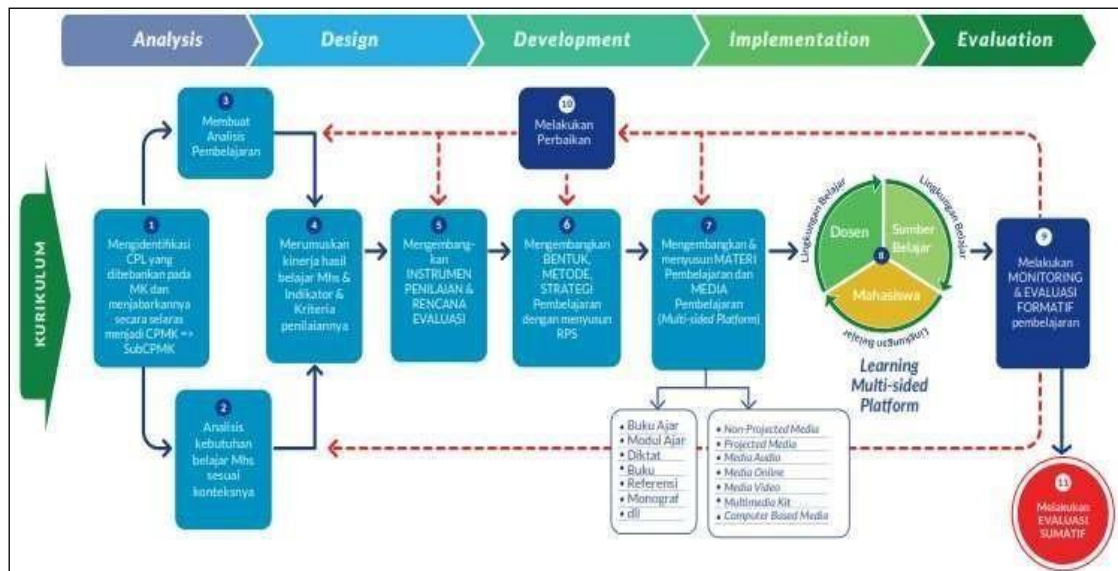 Analysis
Design
Development
Implementation
Evaluation
KURIKULUM
1
Mengidentifikasi
CPL yang
dibebankan pada
MK dan
menjabarkannya
secara selaras
menjadi CPMK =>
SubCPMK
3
Membuat
Analisis
Pembelajaran
2
Analisis
kebutuhan
belajar Mhs
sesuai
konteksnya
4
Merumuskan
kinerja hasil
belajar Mhs &
Indikator &
Kriteria
penilaiannya
5
Mengembang-
kan
INSTRUMEN
PENILAIAN &
RENCANA
EVALUASI
10
Melakukan
Perbaikan
6
Mengembangkan
BENTUK,
METODE,
STRATEGI
Pembelajaran
dengan menyusun
RPS
7
Mengembangkan &
menyusun MATERI
Pembelajaran dan
MEDIA
Pembelajaran
(Multi-sided Platform)
Buku Ajar
Modul Ajar
Diktat
Buku
Referensi
Monograf
dll
Non-Projected Media
Projected Media
Media Audio
Media Online
Media Video
Multimedia Kit
Computer Based Media
Lingkungan Belajar
Lingkungan Belajar
Dosen
Sumber
Belajar
8
Mahasiswa
Lingkungan Belajar
Learning
Multi-sided
Platform
9
Melakukan
MONITORING
& EVALUASI
FORMATIF
pembelajaran
11
Melakukan
EVALUASI
SUMATIF